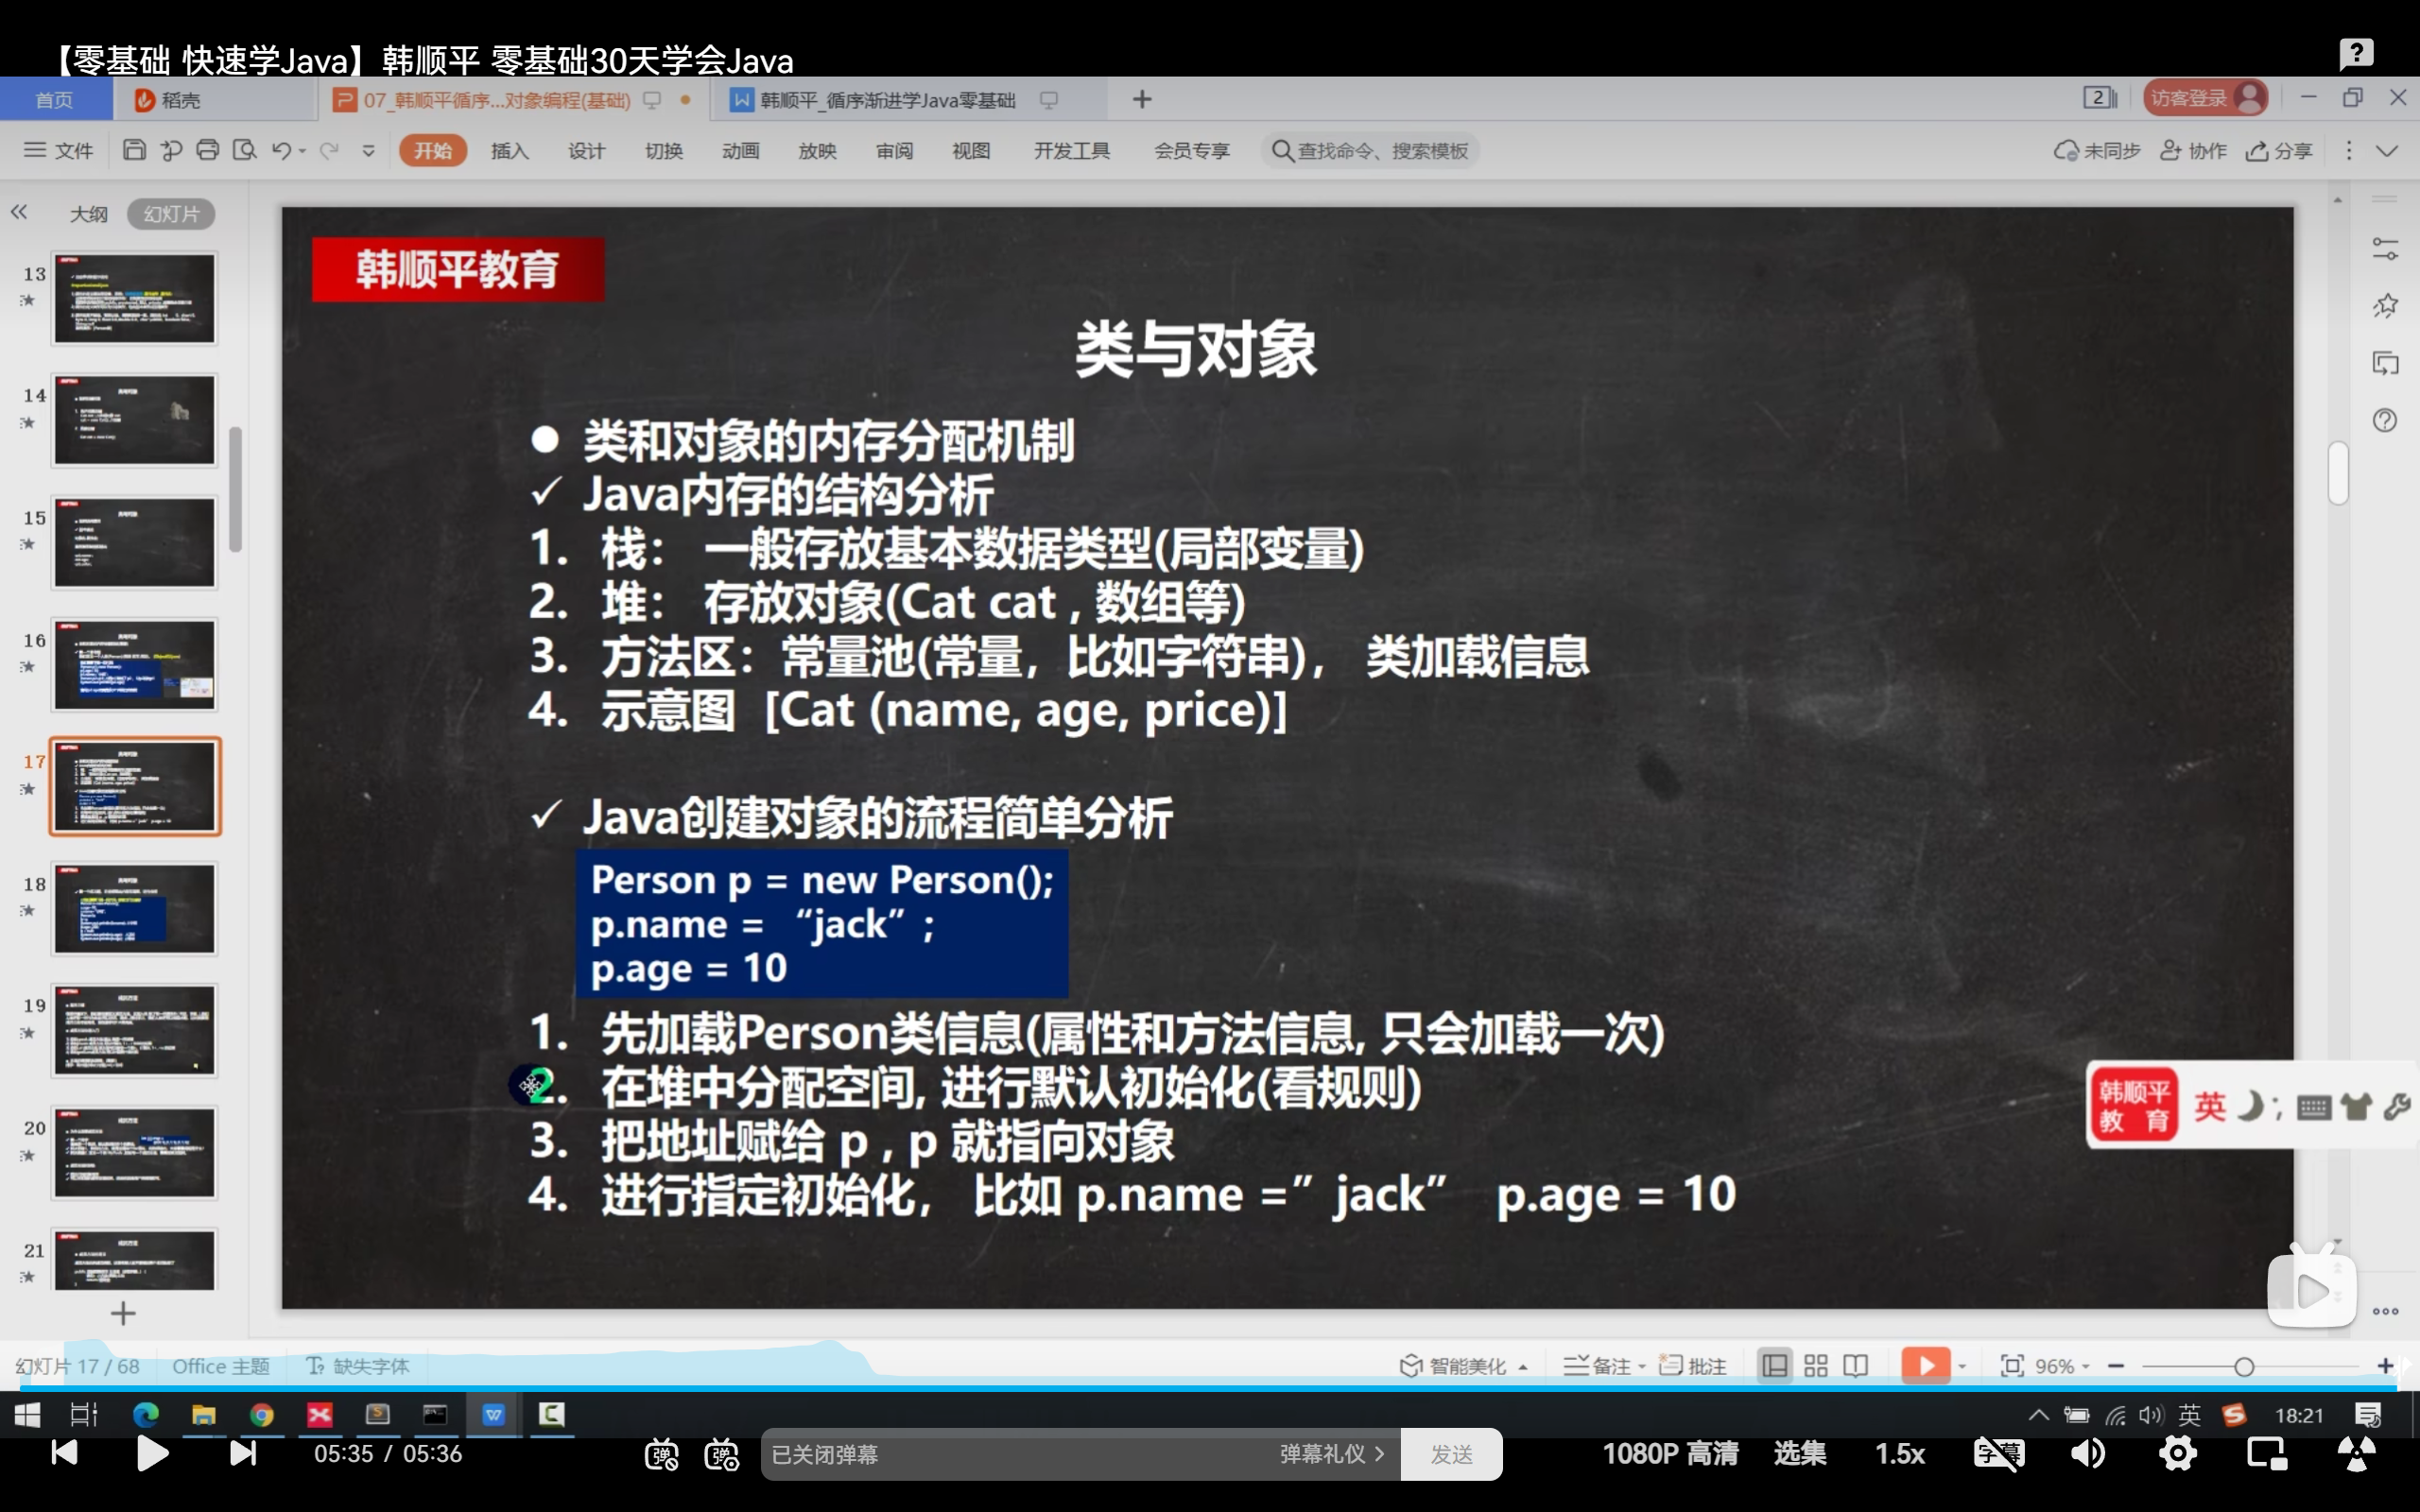 【零基础 快速学Java】韩顺平 零基础30天学会Java
首页
稻壳
07_韩顺平循序...对象编程(基础)
韩顺平_循序渐进学Java零基础
2
访客登录
文件
开始
插入
设计
切换
动画
放映
审阅
视图
开发工具
会员专享
查找命令、搜索模板
未同步
协作
分享
大纲
幻灯片
13
14
15
16
17
18
19
20
21
韩顺平教育
类与对象
● 类和对象的内存分配机制
✓ Java内存的结构分析
1. 栈： 一般存放基本数据类型(局部变量)
2. 堆： 存放对象(Cat cat , 数组等)
3. 方法区：常量池(常量，比如字符串)， 类加载信息
4. 示意图 [Cat (name, age, price)]
✓ Java创建对象的流程简单分析
Person p = new Person();
p.name = “jack” ;
p.age = 10
1. 先加载Person类信息(属性和方法信息, 只会加载一次)
2. 在堆中分配空间, 进行默认初始化(看规则)
3. 把地址赋给 p , p 就指向对象
4. 进行指定初始化， 比如 p.name =” jack” p.age = 10
韩顺平
教 育
英
幻灯片 17 / 68
Office 主题
缺失字体
智能美化
备注
批注
96%
英
18:21
05:35 / 05:36
已关闭弹幕
弹幕礼仪 >
发送
1080P 高清
选集
1.5x
字幕